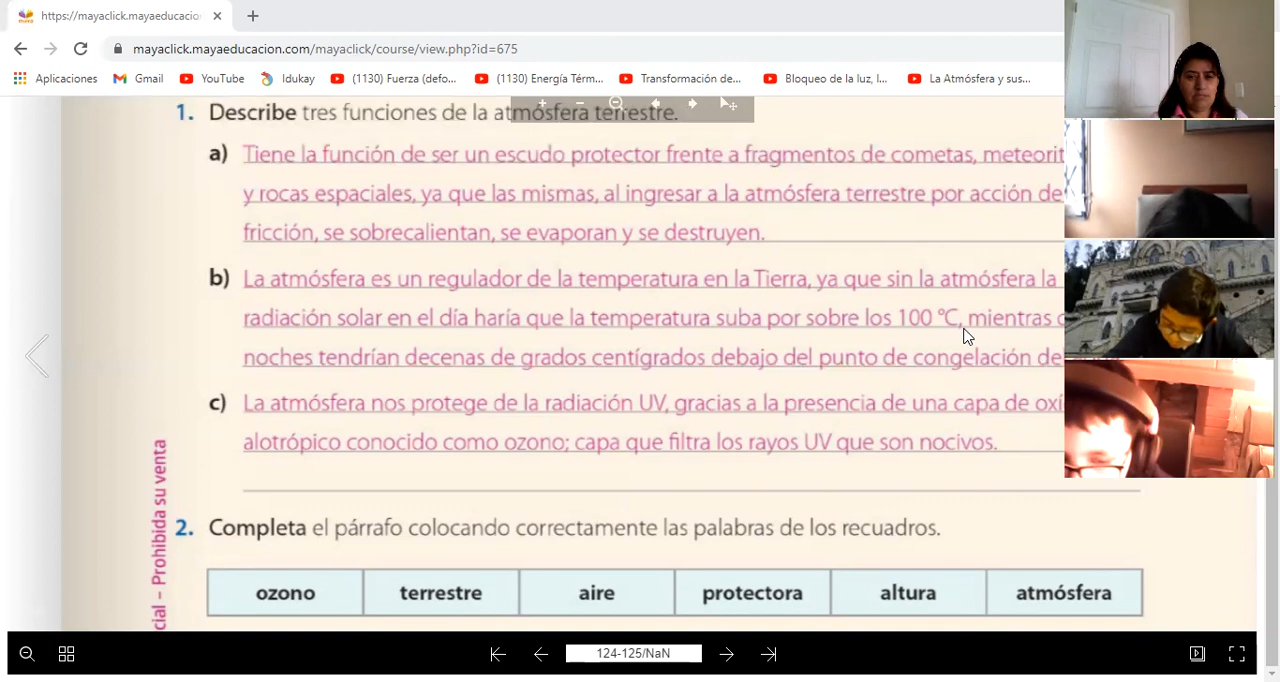 https://mayaclick.mayaeducacio
mayaclick.mayaeducacion.com/mayaclick/course/view.php?id=675
Aplicaciones Gmail YouTube Idukay (1130) Fuerza (defo... (1130) Energía Térm... Transformación de... Bloqueo de la luz, l... La Atmósfera y sus...
1. Describe tres funciones de la atmósfera terrestre.
a) Tiene la función de ser un escudo protector frente a fragmentos de cometas, meteorit
y rocas espaciales, ya que las mismas, al ingresar a la atmósfera terrestre por acción de
fricción, se sobrecalientan, se evaporan y se destruyen.
b) La atmósfera es un regulador de la temperatura en la Tierra, ya que sin la atmósfera la
radiación solar en el día haría que la temperatura suba por sobre los 100 °C, mientras
noches tendrían decenas de grados centígrados debajo del punto de congelación de
c) La atmósfera nos protege de la radiación UV, gracias a la presencia de una capa de oxí
alotrópico conocido como ozono; capa que filtra los rayos UV que son nocivos.
cial – Prohibida su venta
2. Completa el párrafo colocando correctamente las palabras de los recuadros.
ozono terrestre aire protectora altura atmósfera
124-125/NaN